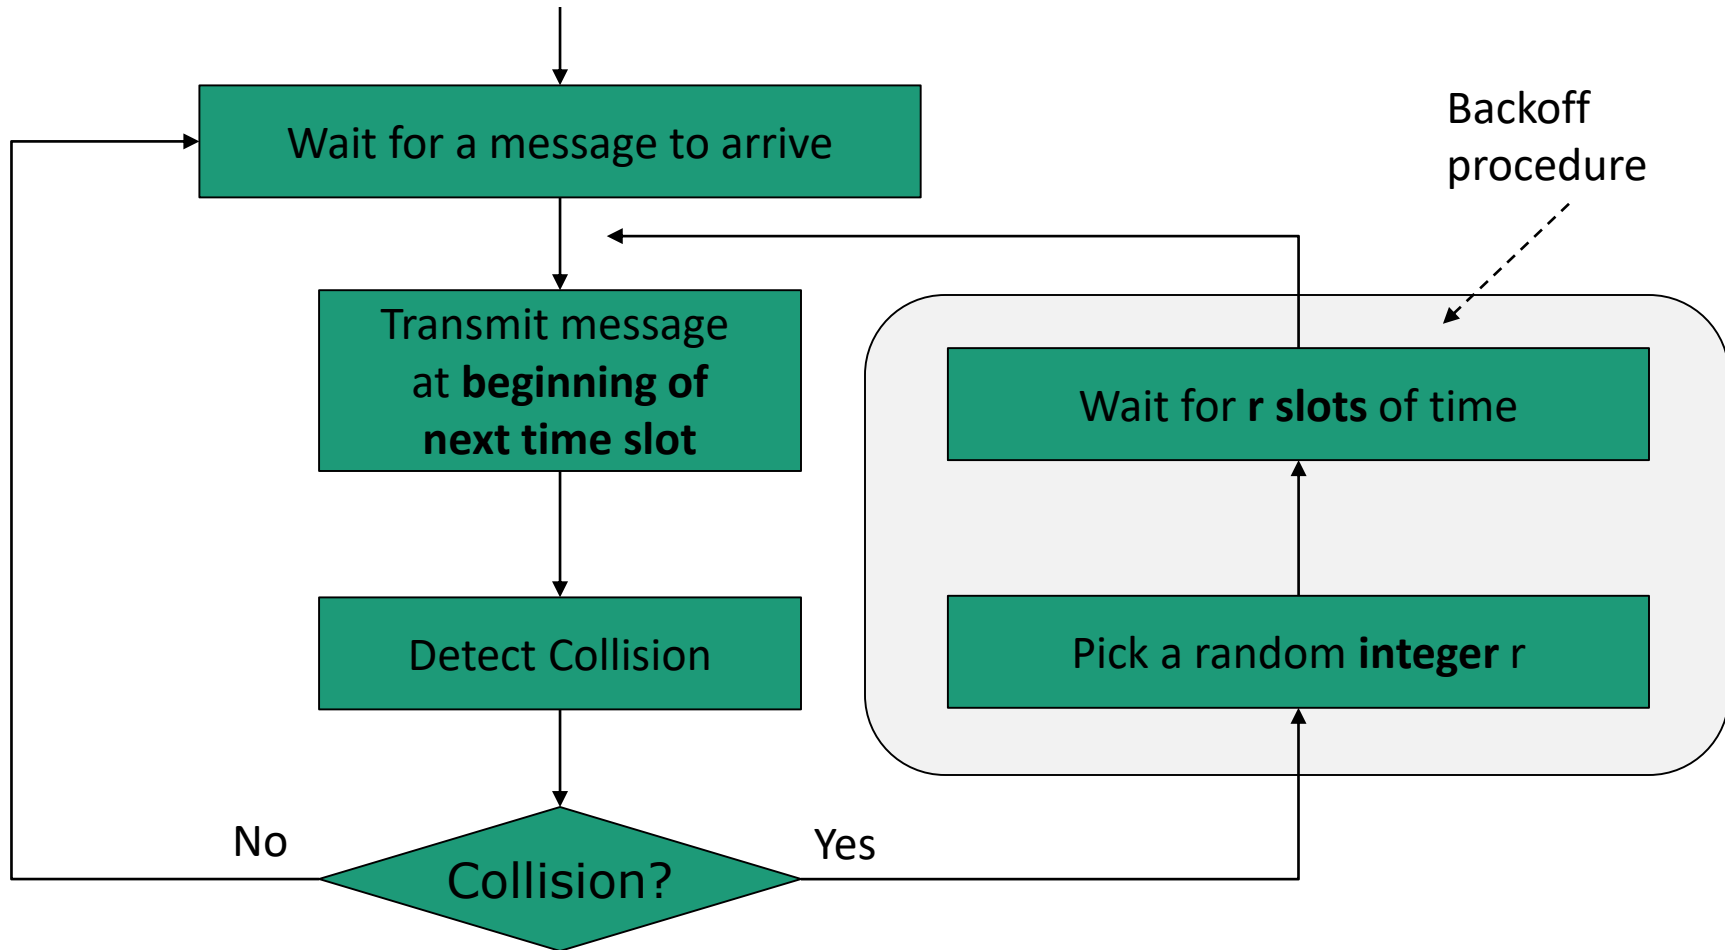 Wait for a message to arrive
Backoff
procedure
Transmit message
at beginning of
next time slot
Wait for r slots of time
Detect Collision
Pick a random integer r
No
Yes
Collision?